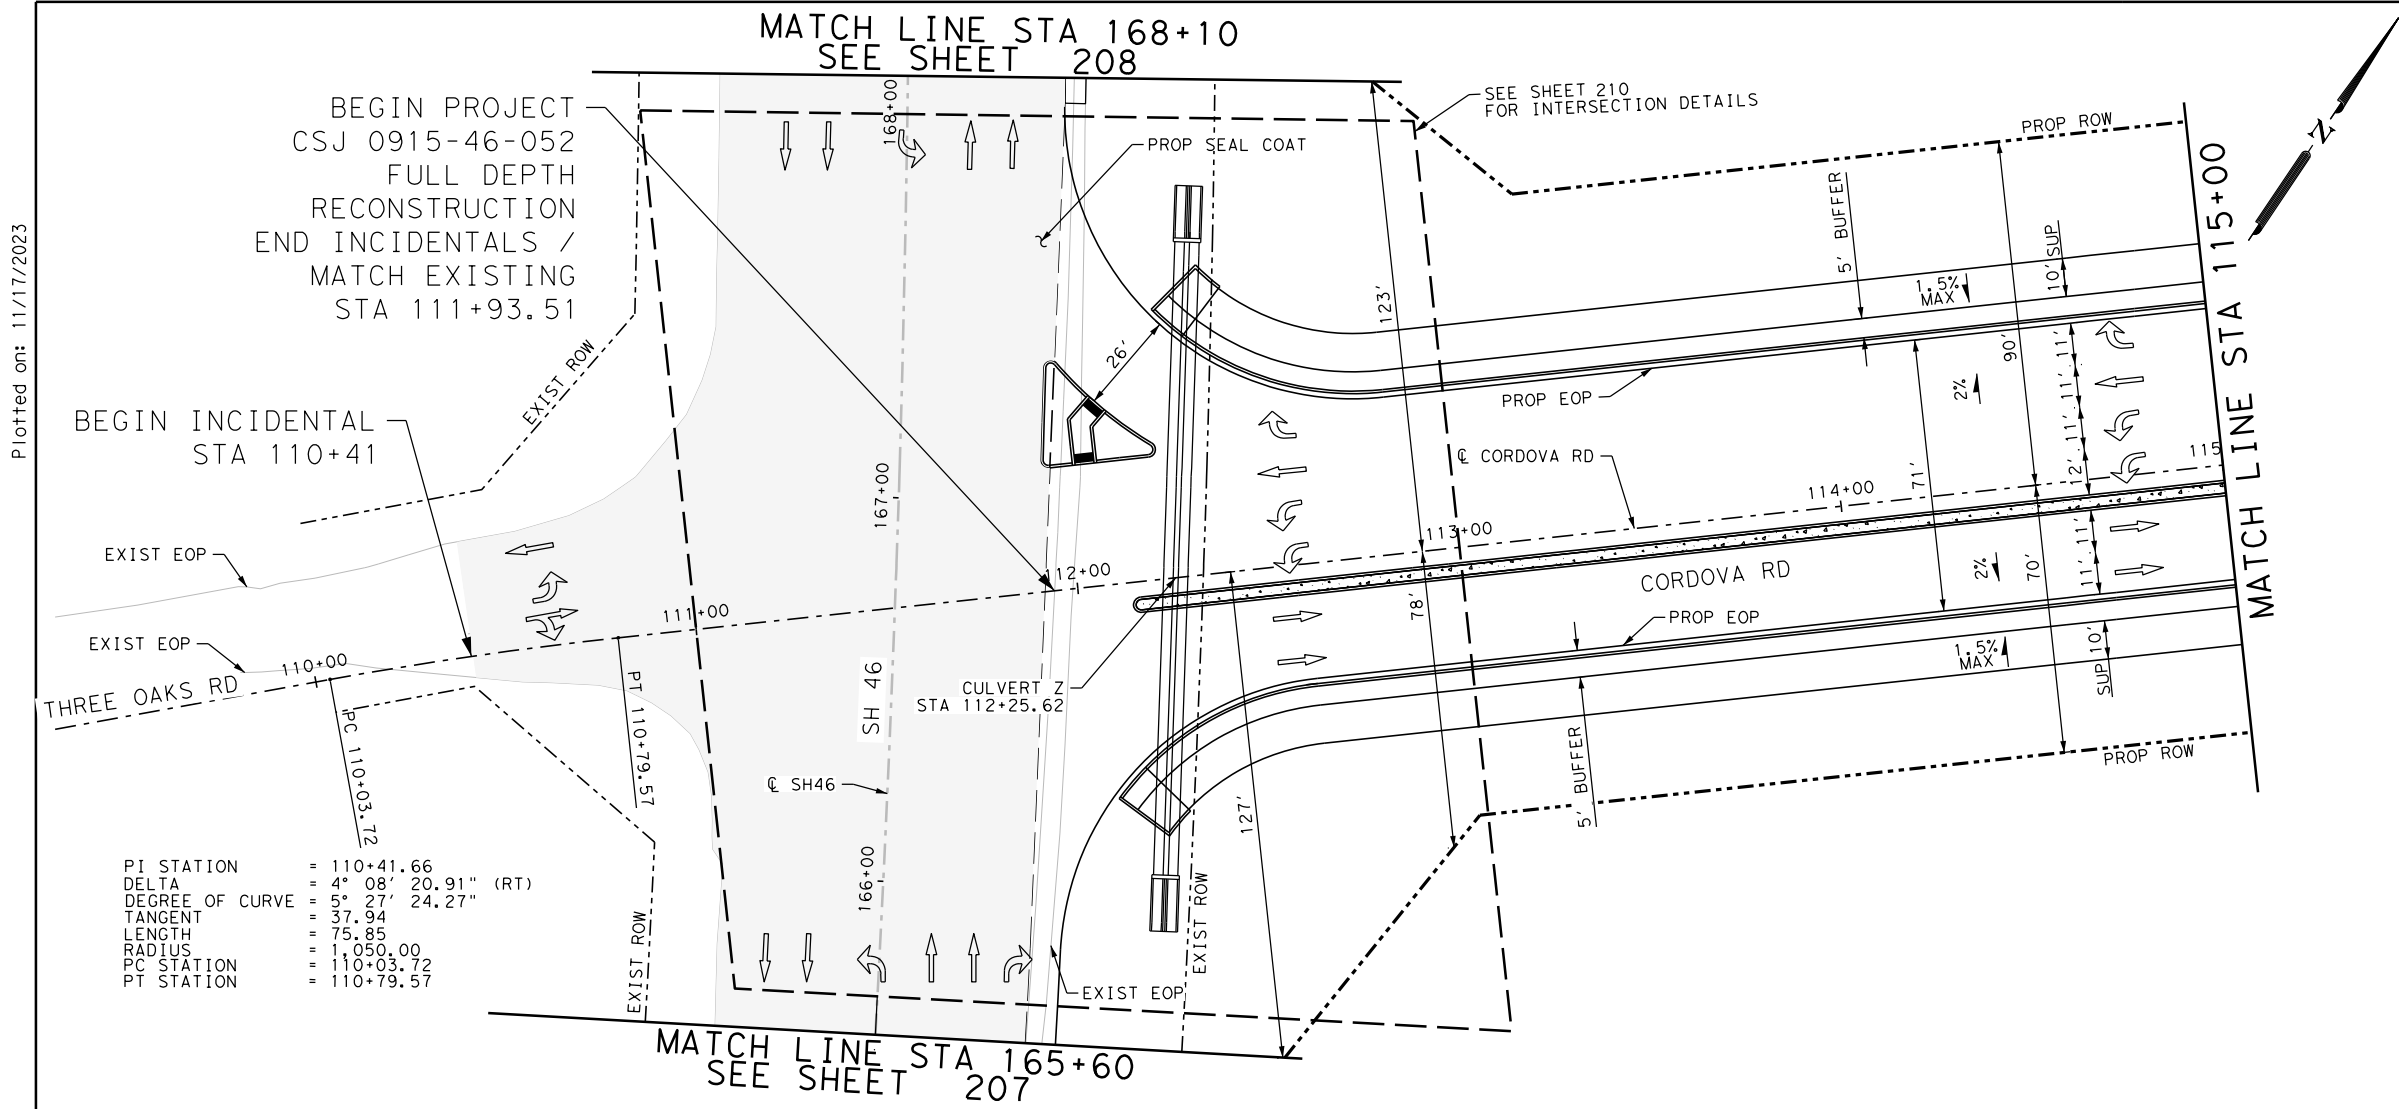 MATCH LINE STA 168+10
SEE SHEET 208
BEGIN PROJECT
CSJ 0915-46-052
FULL DEPTH
RECONSTRUCTION
END INCIDENTALS /
MATCH EXISTING
STA 111+93.51
SEE SHEET 210
FOR INTERSECTION DETAILS
PROP SEAL COAT
168+00
PROP ROW
N
Plotted on: 11/17/2023
EXIST ROW
BEGIN INCIDENTAL
STA 110+41
26'
123'
5' BUFFER
1.5%
MAX
10' SUP
90'
11'
11'
11'
12'
2%
71'
PROP EOP
℄ CORDOVA RD
115
MATCH LINE STA 115+00
167+00
EXIST EOP
EXIST EOP
110+00
111+00
112+00
113+00
114+00
THREE OAKS RD
CORDOVA RD
2%
70'
11'
11'
78'
PROP EOP
1.5%
MAX
SUP 10'
PC 110+03.72
PT 110+79.57
SH 46
CULVERT Z
STA 112+25.62
℄ SH46
127'
5' BUFFER
PROP ROW
166+00
EXIST ROW
EXIST ROW
EXIST EOP
PI STATION = 110+41.66
DELTA = 4° 08' 20.91" (RT)
DEGREE OF CURVE = 5° 27' 24.27"
TANGENT = 37.94
LENGTH = 75.85
RADIUS = 1,050.00
PC STATION = 110+03.72
PT STATION = 110+79.57
MATCH LINE STA 165+60
SEE SHEET 207